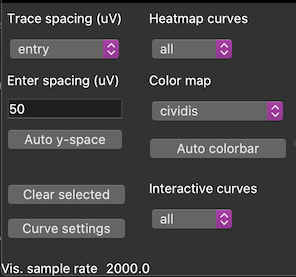 Trace spacing (uV)
Heatmap curves
entry
all
Enter spacing (uV)
Color map
50
cividis
Auto y-space
Auto colorbar
Clear selected
Interactive curves
Curve settings
all
Vis. sample rate 2000.0